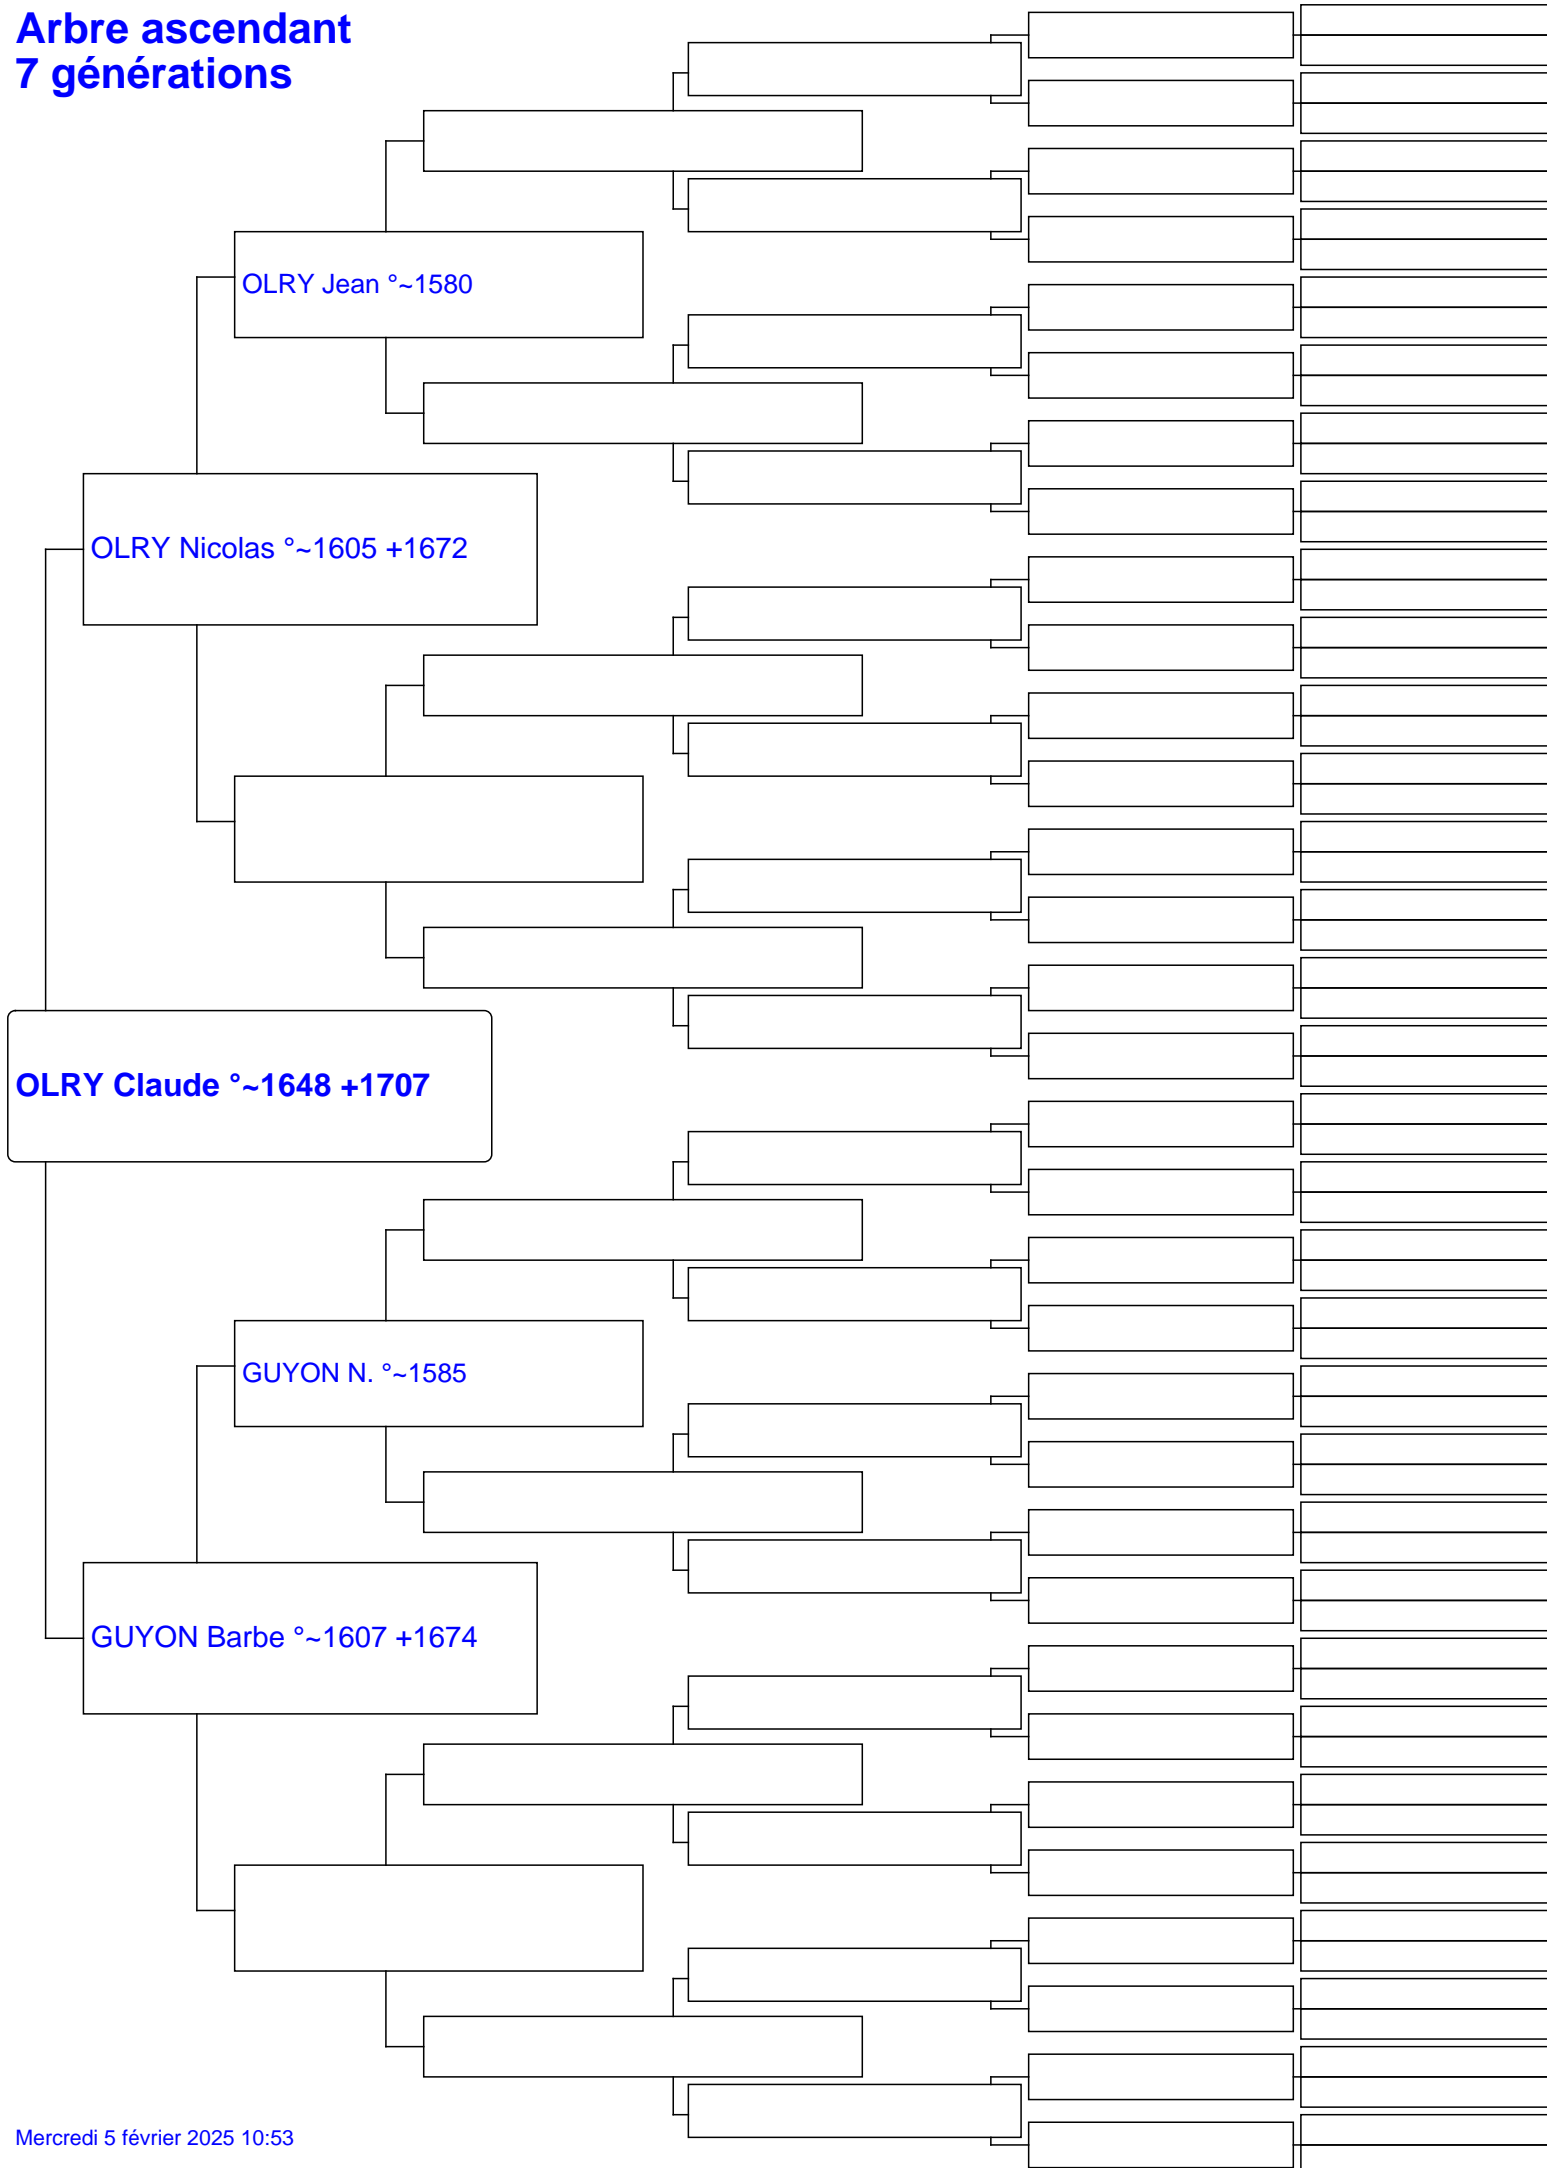 Arbre ascendant
7 générations
OLRY Jean °~1580
OLRY Nicolas °~1605 +1672
OLRY Claude °~1648 +1707
GUYON N. °~1585
GUYON Barbe °~1607 +1674
Mercredi 5 février 2025 10:53